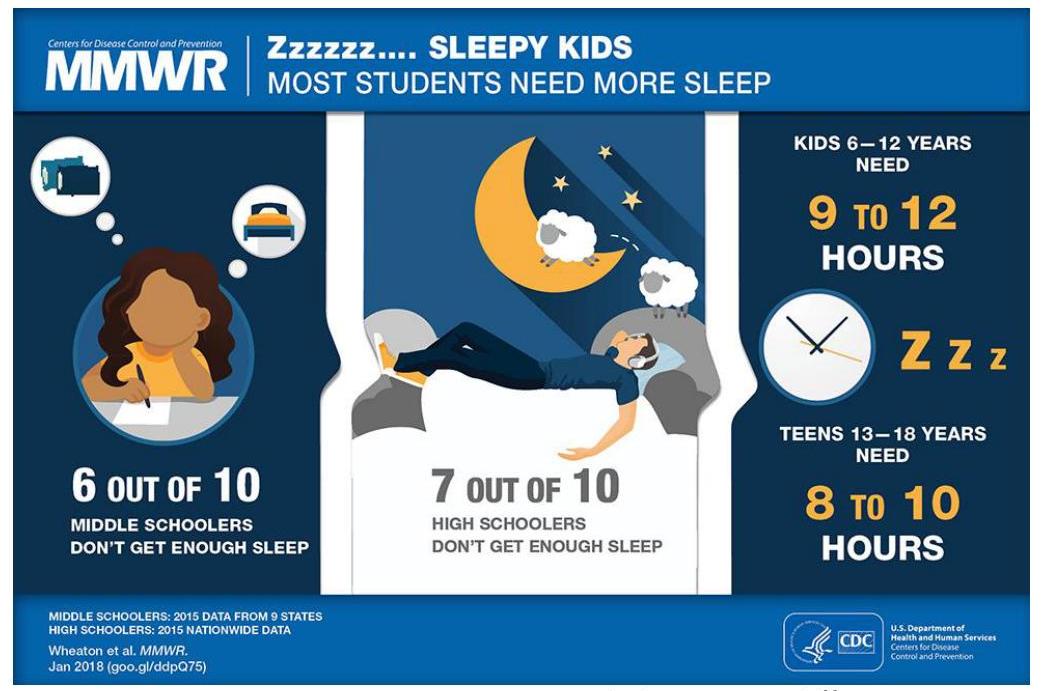 Centers for Disease Control and Prevention
MMWR
Zzzzzz.... SLEEPY KIDS
MOST STUDENTS NEED MORE SLEEP
6 OUT OF 10
MIDDLE SCHOOLERS
DON'T GET ENOUGH SLEEP
7 OUT OF 10
HIGH SCHOOLERS
DON'T GET ENOUGH SLEEP
KIDS 6–12 YEARS
NEED
9 TO 12
HOURS
Z Z Z
TEENS 13–18 YEARS
NEED
8 TO 10
HOURS
MIDDLE SCHOOLERS: 2015 DATA FROM 9 STATES
HIGH SCHOOLERS: 2015 NATIONWIDE DATA
Wheaton et al. MMWR.
Jan 2018 (goo.gl/ddpQ75)
CDC
U.S. Department of
Health and Human Services
Centers for Disease
Control and Prevention